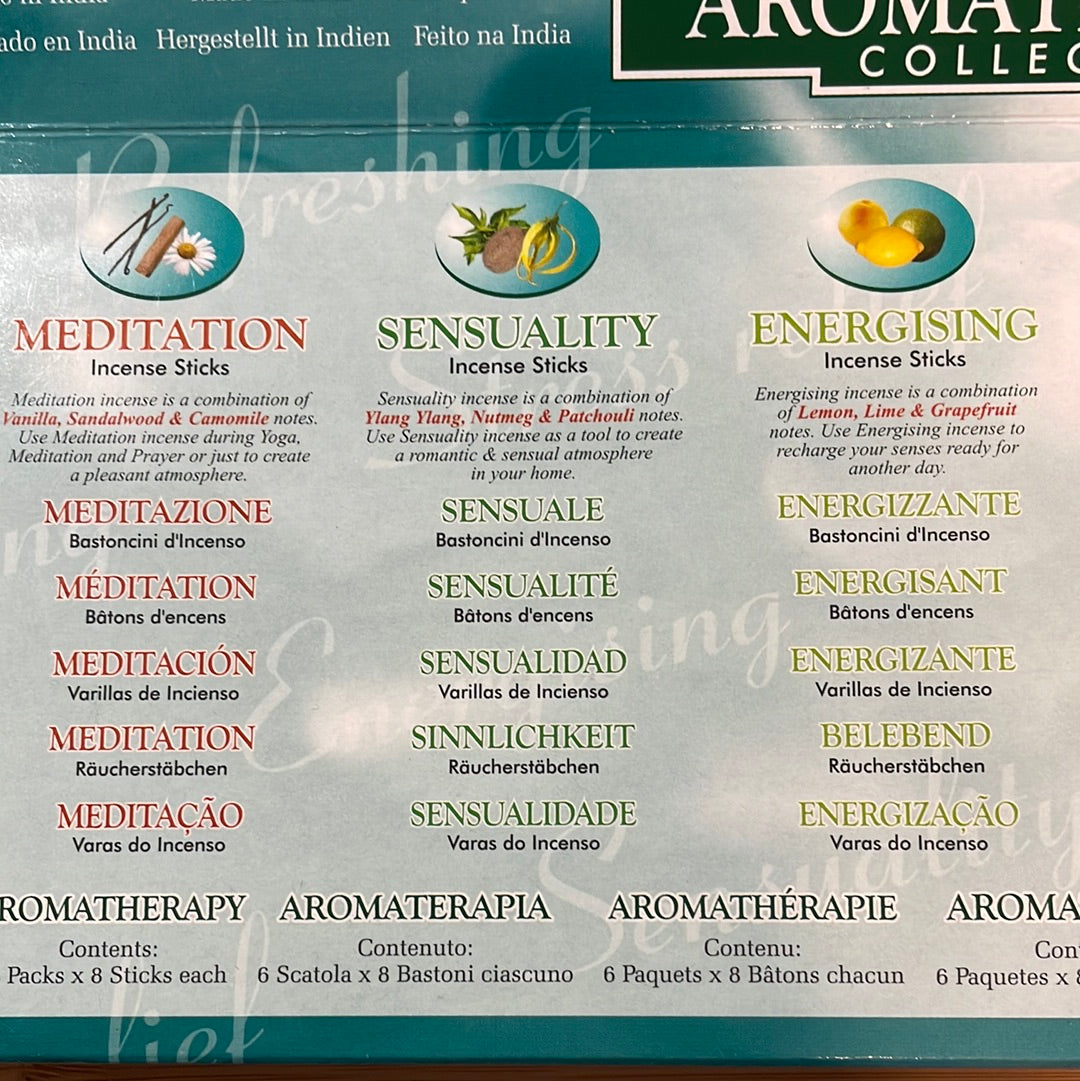 en India Hergestellt in Indien Feito na India
COLLEC
Refreshing
MEDITATION
Incense Sticks
Meditation incense is a combination of
Vanilla, Sandalwood & Camomile notes.
Use Meditation incense during Yoga,
Meditation and Prayer or just to create
a pleasant atmosphere.
MEDITAZIONE
Bastoncini d'Incenso
MÉDITATION
Bâtons d'encens
MEDITACIÓN
Varillas de Incienso
MEDITATION
Räucherstäbchen
MEDITAÇÃO
Varas do Incenso
SENSUALITY
Incense Sticks
Sensuality incense is a combination of
Ylang Ylang, Nutmeg & Patchouli notes.
Use Sensuality incense as a tool to create
a romantic & sensual atmosphere
in your home.
SENSUALE
Bastoncini d'Incenso
SENSUALITÉ
Bâtons d'encens
SENSUALIDAD
Varillas de Incienso
SINNLICHKEIT
Räucherstäbchen
SENSUALIDADE
Varas do Incenso
ENERGISING
Incense Sticks
Energising incense is a combination
of Lemon, Lime & Grapefruit
notes. Use Energising incense to
recharge your senses ready for
another day.
ENERGIZZANTE
Bastoncini d'Incenso
ENERGISANT
Bâtons d'encens
ENERGIZANTE
Varillas de Incienso
BELEBEND
Räucherstäbchen
ENERGIZAÇÃO
Varas do Incenso
Stress relief
Energising
Sensuality
ROMATHERAPY
Contents:
Packs x 8 Sticks each
AROMATERAPIA
Contenuto:
6 Scatola x 8 Bastoni ciascuno
AROMATHÉRAPIE
Contenu:
6 Paquets x 8 Bâtons chacun
AROMA
Con
6 Paquetes x